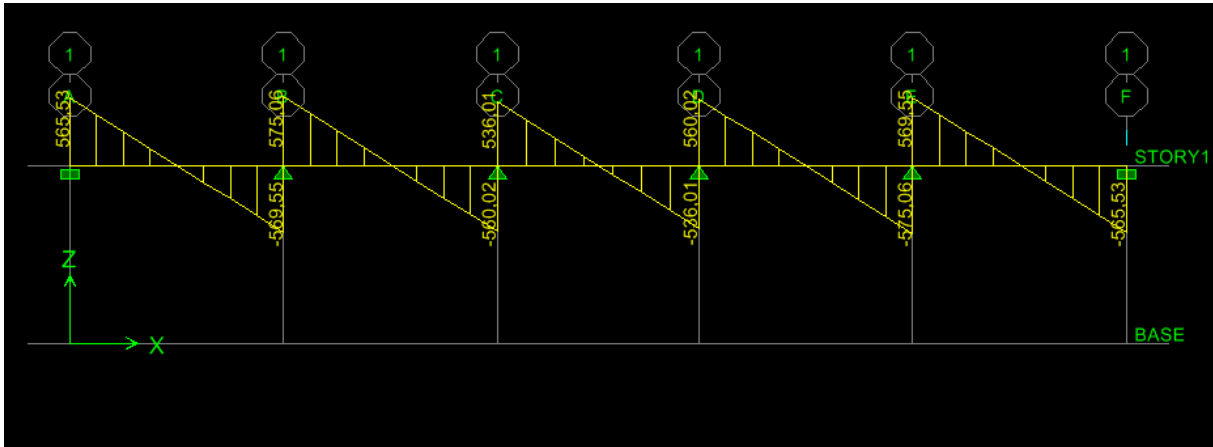 1 1 1 1 1 1
A B C D E F
565.53 575.06 536.01 560.02 569.55
STORY1
-569.55 -560.02 -536.01 -575.06 -565.53
Z
X
BASE